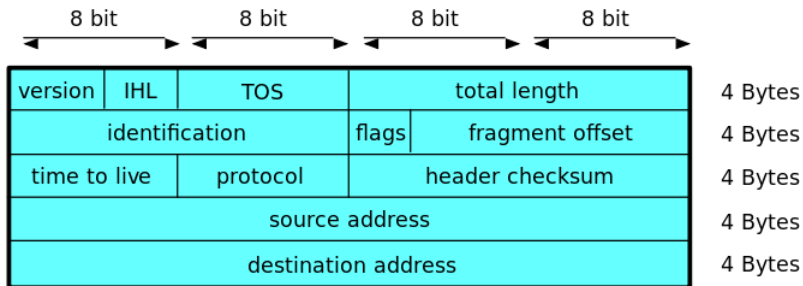 8 bit 8 bit 8 bit 8 bit
version IHL TOS total length 4 Bytes
identification flags fragment offset 4 Bytes
time to live protocol header checksum 4 Bytes
source address 4 Bytes
destination address 4 Bytes